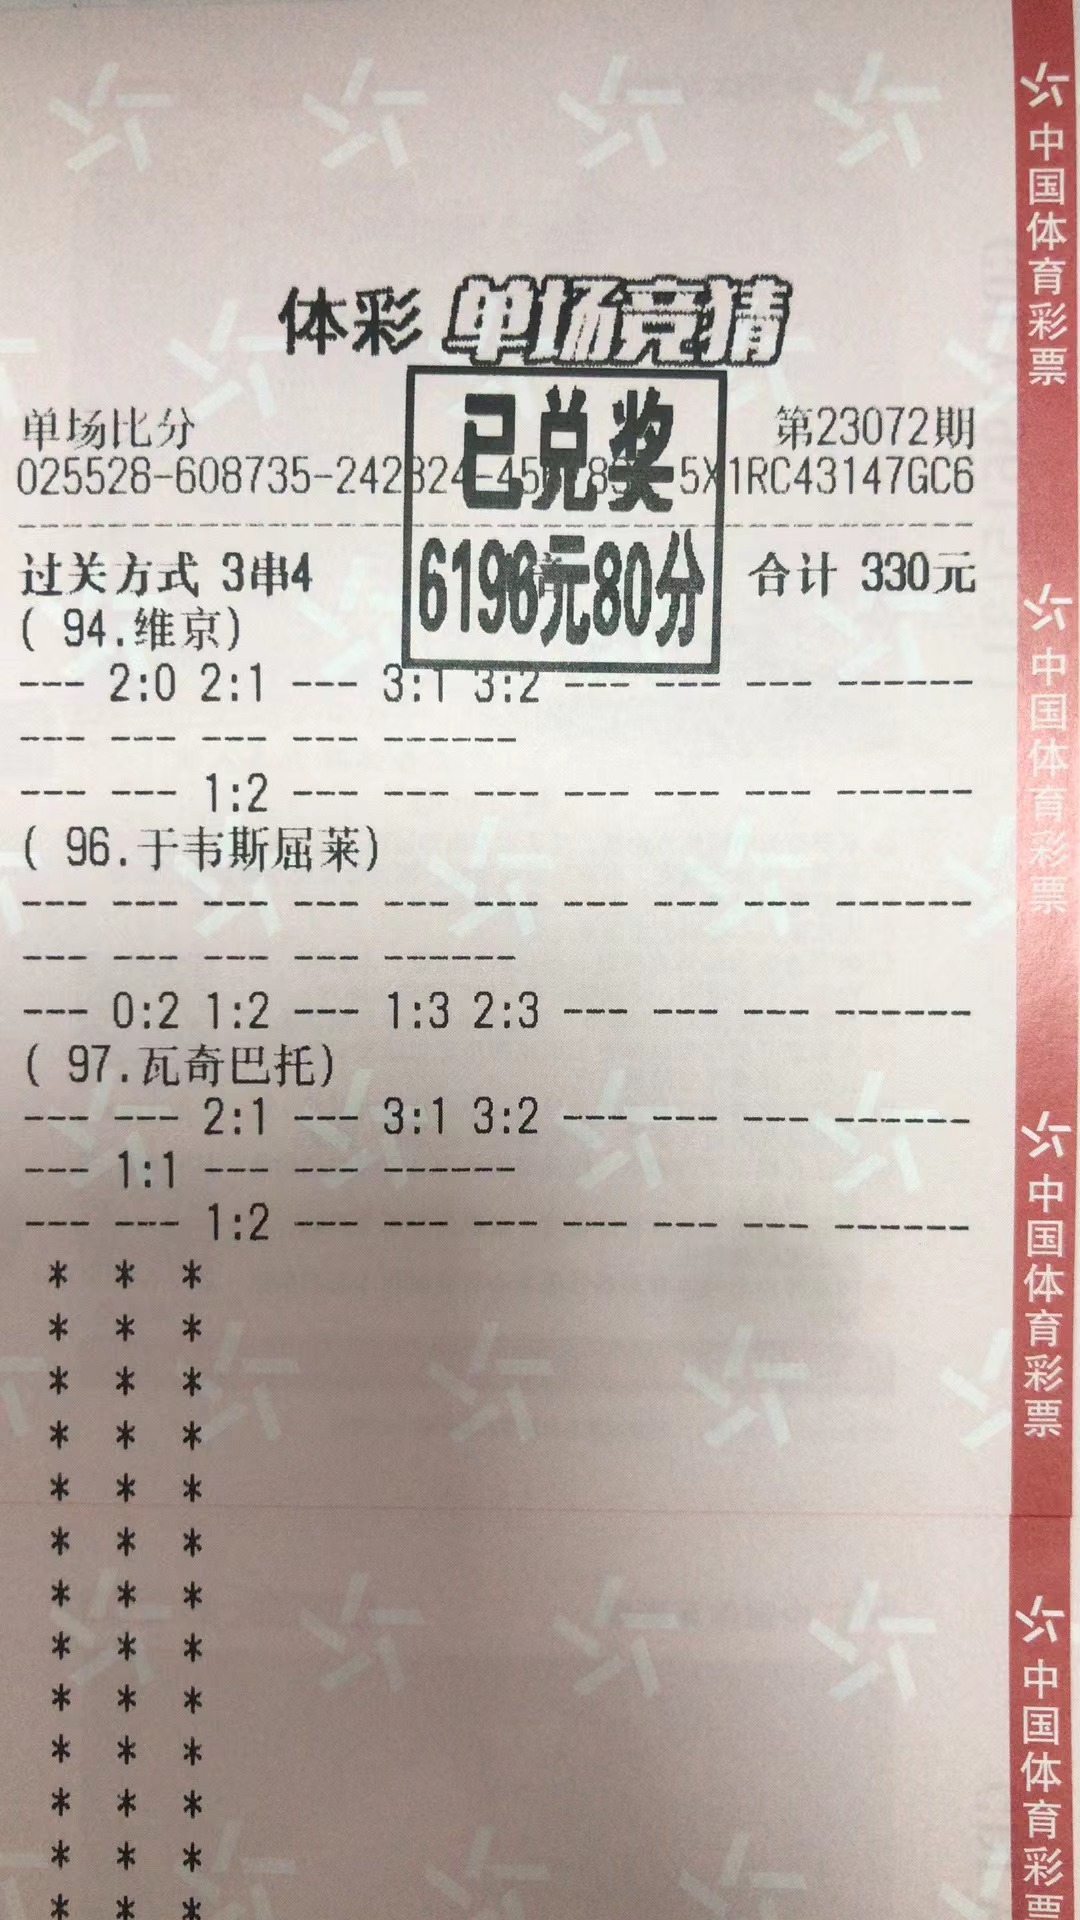 体彩 单场竞猜
已兑奖
6196元80分
单场比分 第23072期
025528-608735-242824-45 5X1RC43147GC6
过关方式 3串4 合计 330元
( 94.维京)
--- 2:0 2:1 --- 3:1 3:2 --- --- --- ------
--- --- --- --- ------
--- --- 1:2 --- --- --- --- --- --- ------
( 96.于韦斯屈莱)
--- --- --- --- --- --- --- --- --- ------
--- --- --- --- ------
--- 0:2 1:2 --- 1:3 2:3 --- --- --- ------
( 97.瓦奇巴托)
--- --- 2:1 --- 3:1 3:2 --- --- --- ------
--- 1:1 --- --- ------
--- --- 1:2 --- --- --- --- --- --- ------
* * *
* * *
* * *
* * *
* * *
* * *
* * *
* * *
* * *
* * *
* * *
* * *
* * *
中国体育彩票
中国体育彩票
中国体育彩票
中国体育彩票